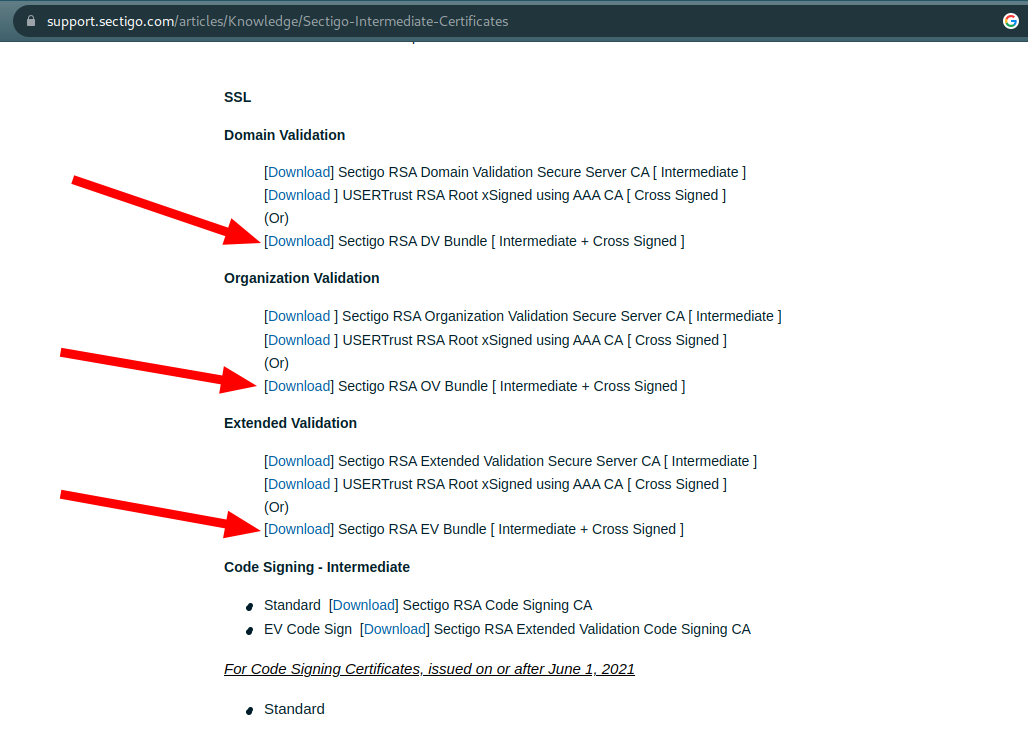 support.sectigo.com/articles/Knowledge/Sectigo-Intermediate-Certificates
SSL
Domain Validation
[Download] Sectigo RSA Domain Validation Secure Server CA [ Intermediate ]
[Download ] USERTrust RSA Root xSigned using AAA CA [ Cross Signed ]
(Or)
[Download] Sectigo RSA DV Bundle [ Intermediate + Cross Signed ]
Organization Validation
[Download ] Sectigo RSA Organization Validation Secure Server CA [ Intermediate ]
[Download ] USERTrust RSA Root xSigned using AAA CA [ Cross Signed ]
(Or)
[Download] Sectigo RSA OV Bundle [ Intermediate + Cross Signed ]
Extended Validation
[Download] Sectigo RSA Extended Validation Secure Server CA [ Intermediate ]
[Download ] USERTrust RSA Root xSigned using AAA CA [ Cross Signed ]
(Or)
[Download] Sectigo RSA EV Bundle [ Intermediate + Cross Signed ]
Code Signing - Intermediate
Standard [Download] Sectigo RSA Code Signing CA
EV Code Sign [Download] Sectigo RSA Extended Validation Code Signing CA
For Code Signing Certificates, issued on or after June 1, 2021
Standard